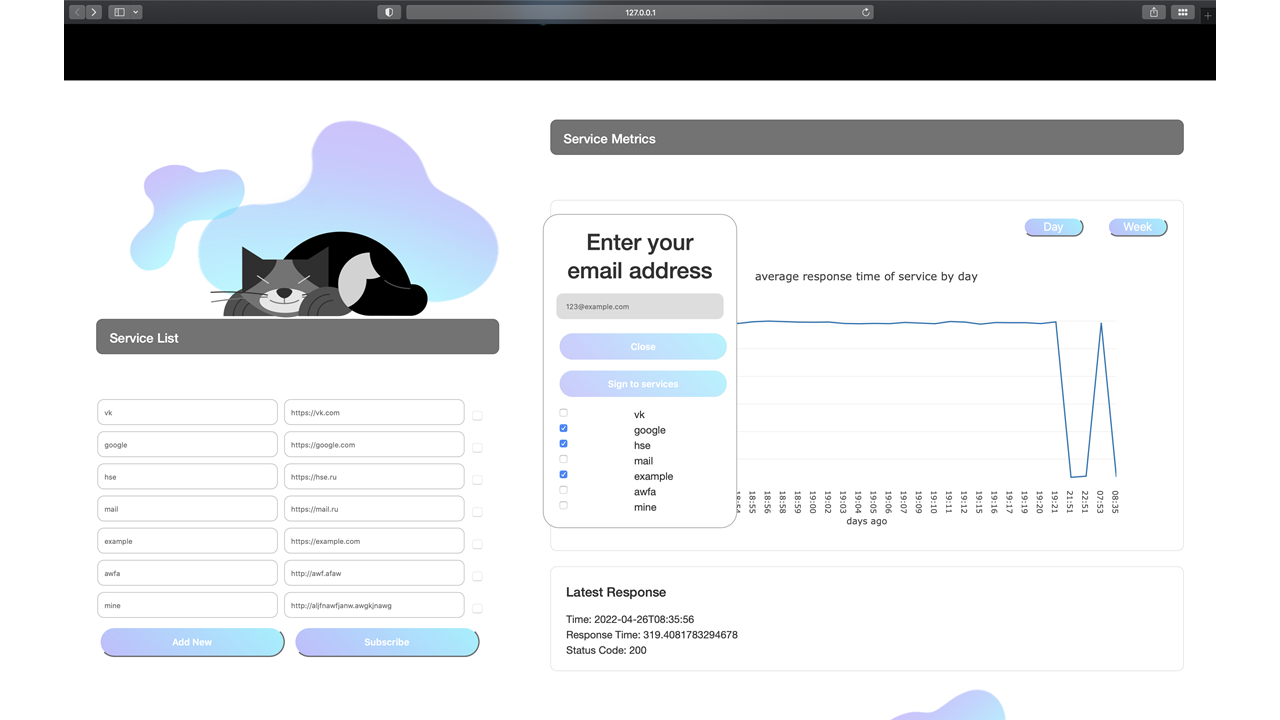 127.0.0.1
Service Metrics
Day
Week
average response time of service by day
Enter your
email address
123@example.com
Close
Sign to services
vk
google
hse
mail
example
awfa
mine
18:55
18:56
18:58
18:59
19:00
19:02
19:03
19:04
19:05
19:06
19:07
19:09
19:10
19:11
19:12
19:16
19:17
19:18
19:19
19:20
19:21
21:51
22:51
07:53
08:35
days ago
Service List
vk https://vk.com
google https://google.com
hse https://hse.ru
mail https://mail.ru
example https://example.com
awfa http://awf.afaw
mine http://aljfnawfjanw.awgkjnawg
Add New
Subscribe
Latest Response
Time: 2022-04-26T08:35:56
Response Time: 319.4081783294678
Status Code: 200